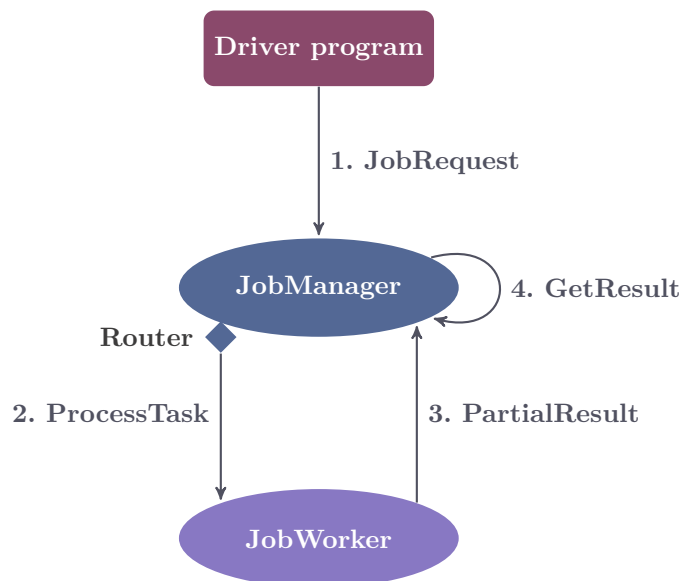 Driver program
1. JobRequest
JobManager
4. GetResult
Router
2. ProcessTask
3. PartialResult
JobWorker